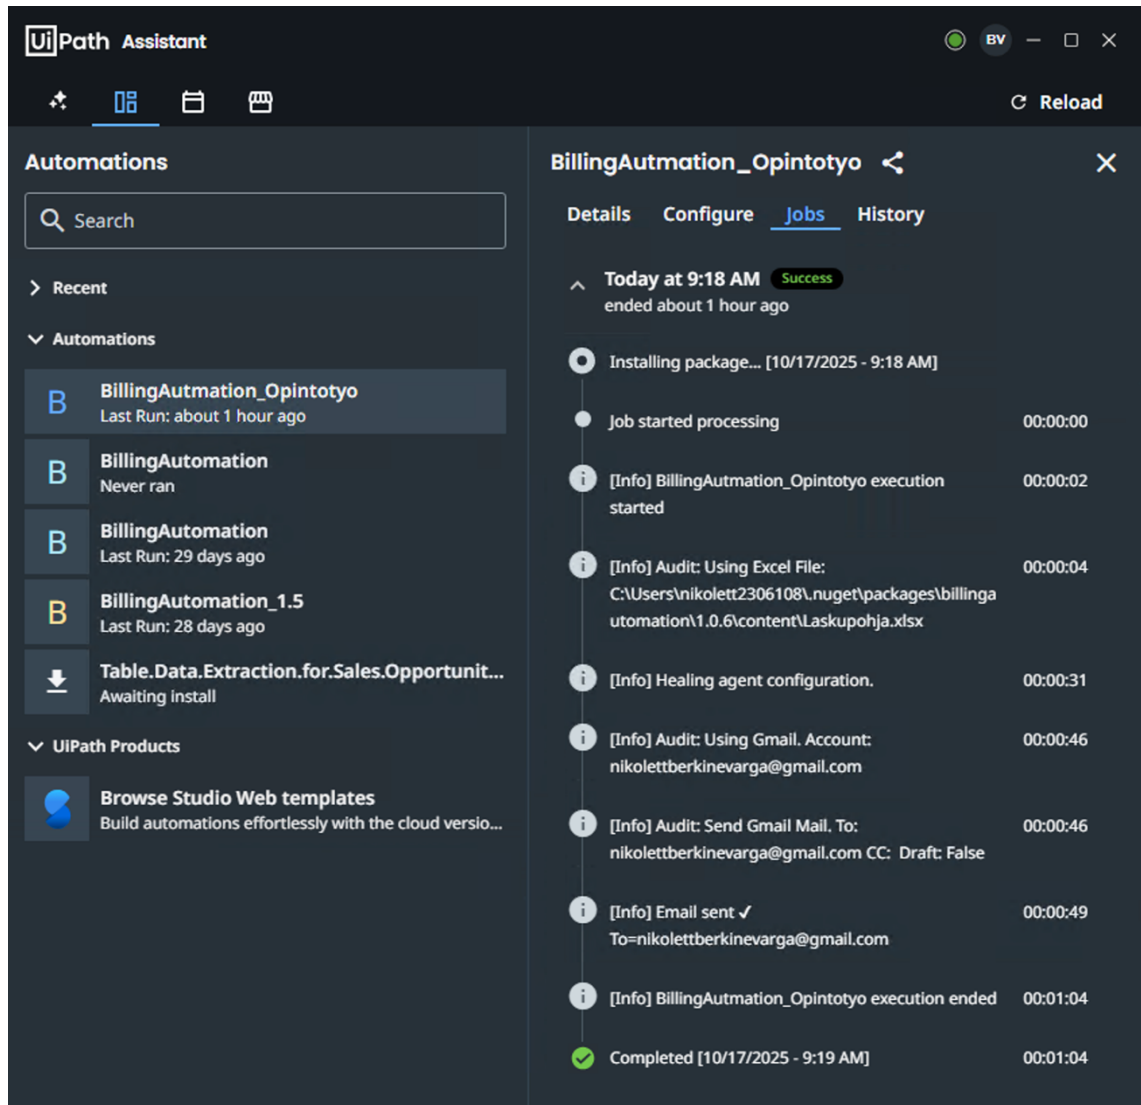 UiPath Assistant
BV
Reload
Automations
Search
Recent
Automations
B
BillingAutmation_Opintotyo
Last Run: about 1 hour ago
B
BillingAutomation
Never ran
B
BillingAutomation
Last Run: 29 days ago
B
BillingAutomation_1.5
Last Run: 28 days ago
Table.Data.Extraction.for.Sales.Opportunit...
Awaiting install
UiPath Products
Browse Studio Web templates
Build automations effortlessly with the cloud versio...
BillingAutmation_Opintotyo
Details Configure Jobs History
Today at 9:18 AM Success
ended about 1 hour ago
Installing package... [10/17/2025 - 9:18 AM]
Job started processing 00:00:00
[Info] BillingAutmation_Opintotyo execution 00:00:02
started
[Info] Audit: Using Excel File: 00:00:04
C:\Users\nikolett2306108\.nuget\packages\billinga
utomation\1.0.6\content\Laskupohja.xlsx
[Info] Healing agent configuration. 00:00:31
[Info] Audit: Using Gmail. Account: 00:00:46
nikolettberkinevarga@gmail.com
[Info] Audit: Send Gmail Mail. To: 00:00:46
nikolettberkinevarga@gmail.com CC: Draft: False
[Info] Email sent ✓ 00:00:49
To=nikolettberkinevarga@gmail.com
[Info] BillingAutmation_Opintotyo execution ended 00:01:04
Completed [10/17/2025 - 9:19 AM] 00:01:04